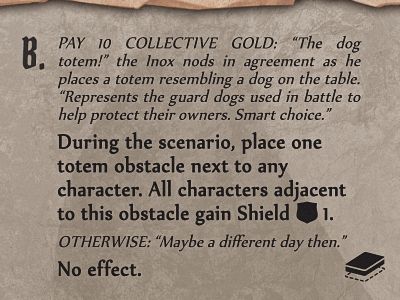 B. PAY 10 COLLECTIVE GOLD: “The dog
totem!” the Inox nods in agreement as he
places a totem resembling a dog on the table.
“Represents the guard dogs used in battle to
help protect their owners. Smart choice.”
During the scenario, place one
totem obstacle next to any
character. All characters adjacent
to this obstacle gain Shield 1.
OTHERWISE: “Maybe a different day then.”
No effect.